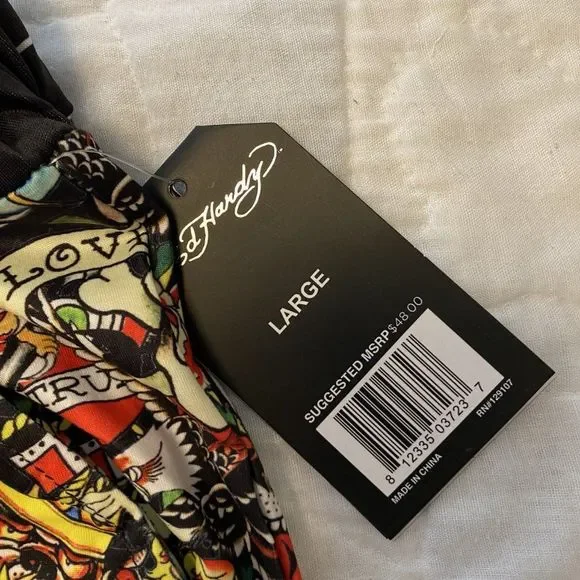 LOVE
TRU
Ed Hardy
LARGE
SUGGESTED MSRP $48.00
8 12335 03723 7
RN#129107
MADE IN CHINA